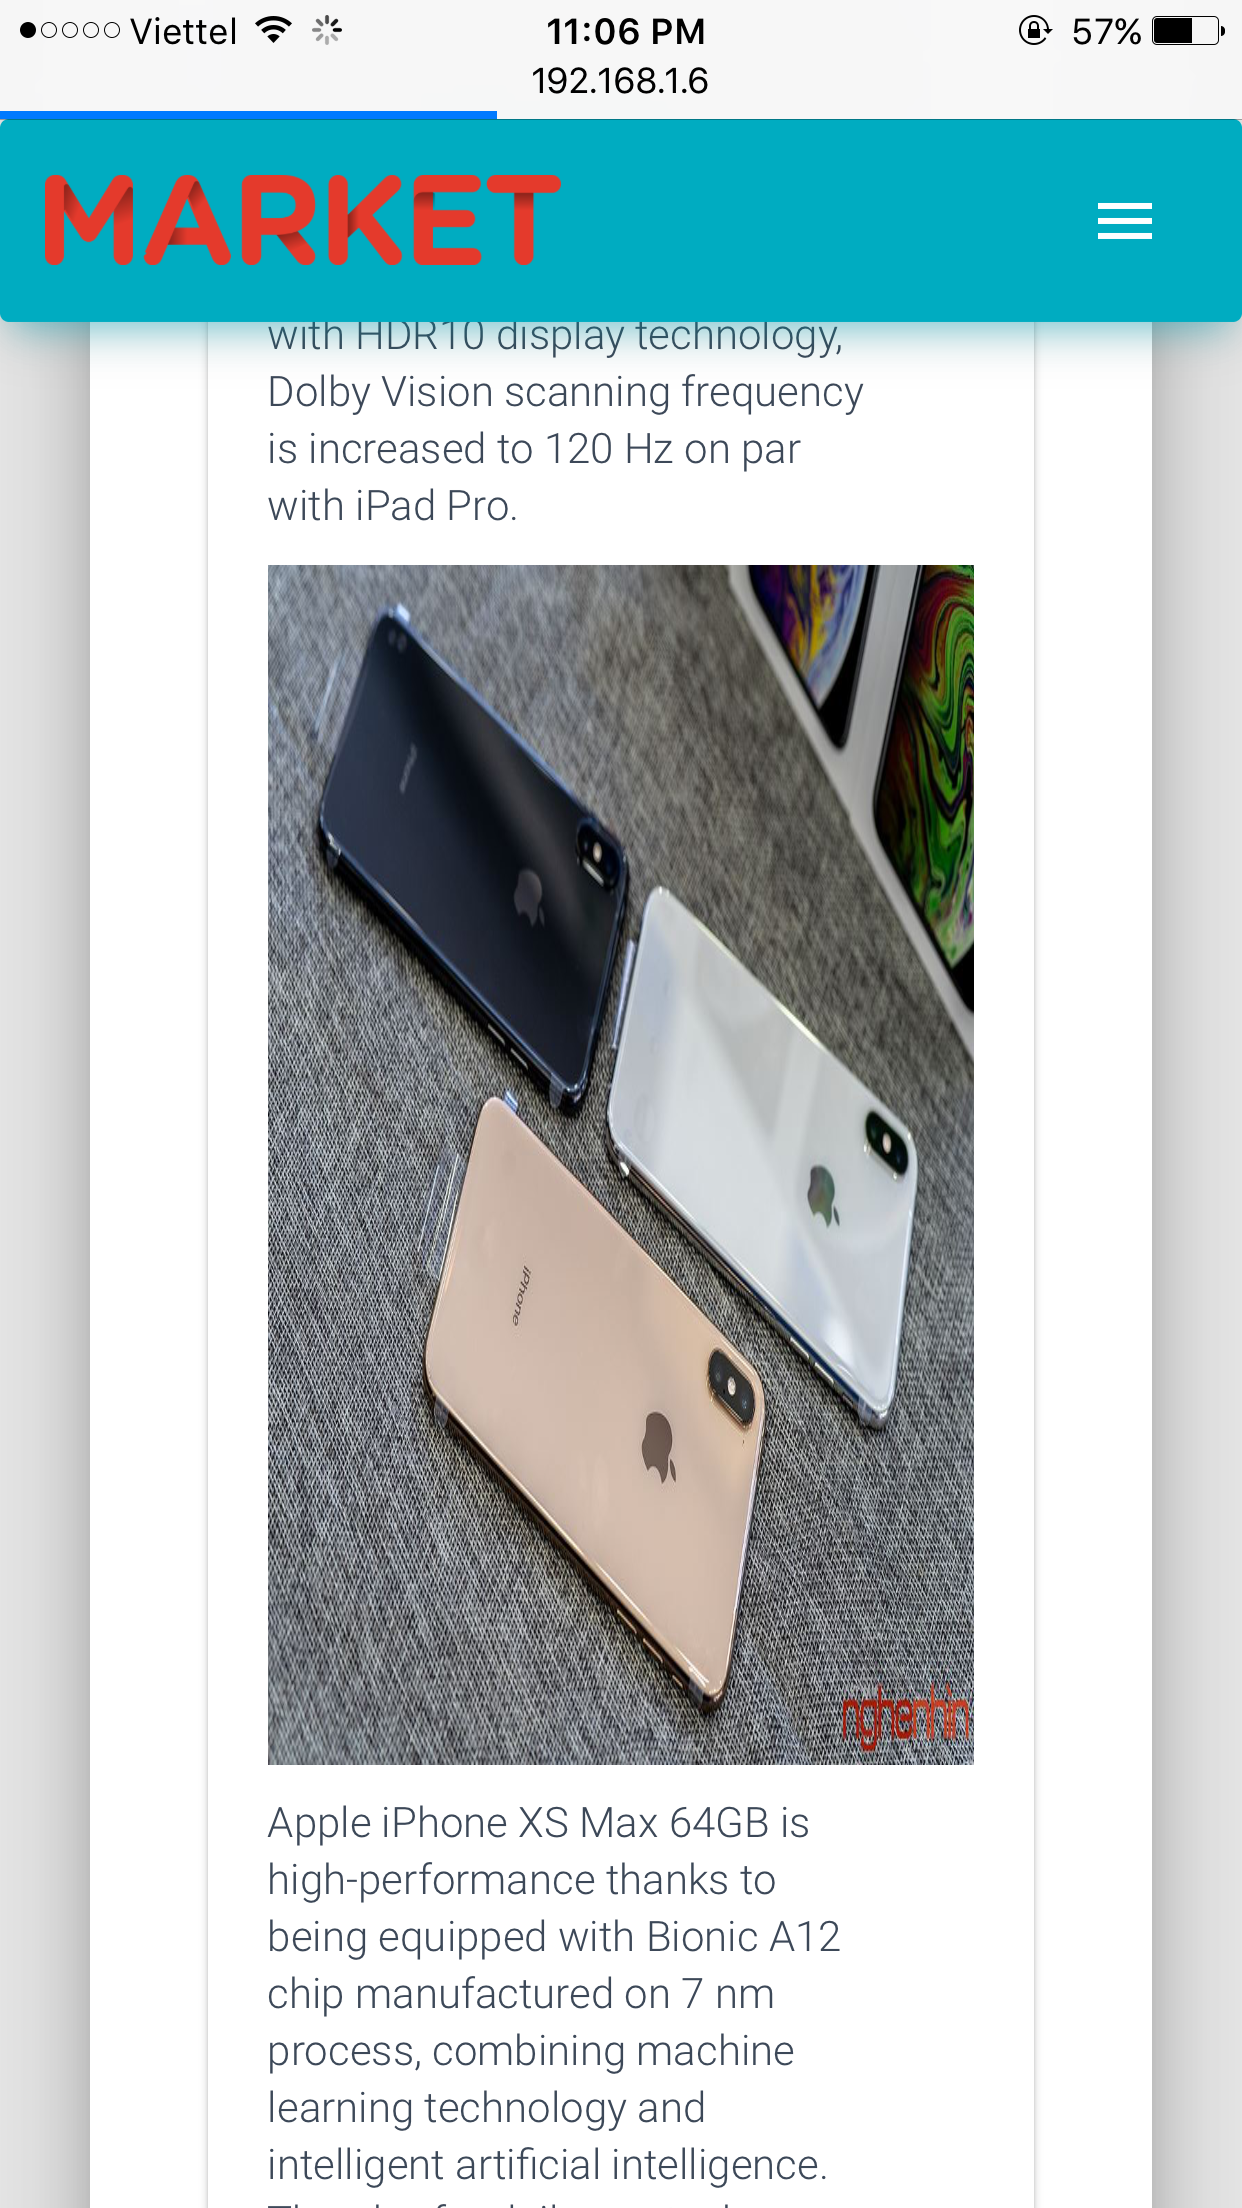 Viettel 11:06 PM 57%
192.168.1.6
MARKET
with HDR10 display technology,
Dolby Vision scanning frequency
is increased to 120 Hz on par
with iPad Pro.
iPhone
iPhone
nghenhin
Apple iPhone XS Max 64GB is
high-performance thanks to
being equipped with Bionic A12
chip manufactured on 7 nm
process, combining machine
learning technology and
intelligent artificial intelligence.